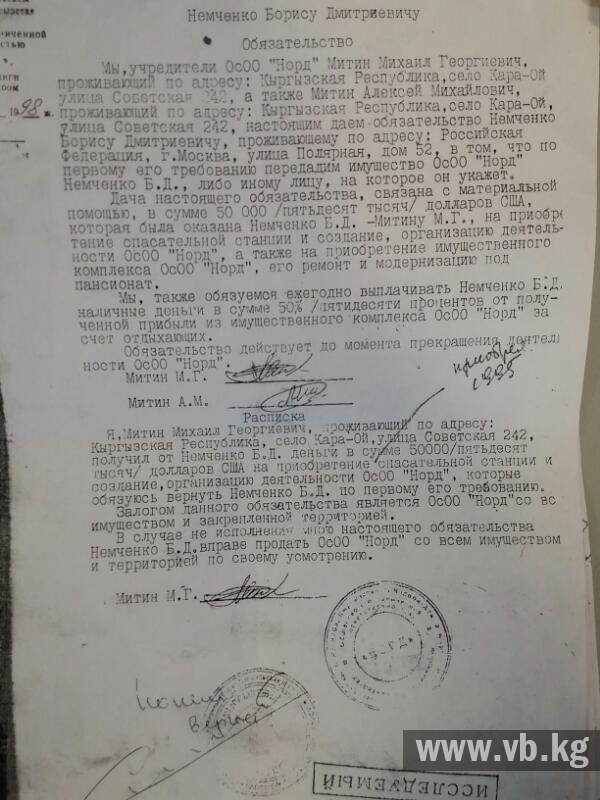 Немченко Борису Дмитриевичу
Обязательство
Мы,учредители ОсОО "Норд" Митин Михаил Георгиевич,
проживающий по адресу: Кыргызская Республика,село Кара-Ой
улица Советская 242, а также Митин Алексей Михайлович,
проживающий по адресу: Кыргызская Республика,село Кара-Ой,
улица Советская 242, настоящим даем обязательство Немченко
Борису Дмитриевичу, проживающему по адресу: Российская
Федерация, г.Москва, улица Полярная, дом 52, в том, что по
первому его требованию передадим имущество ОсОО "Норд"
Немченко Б.Д., либо иному лицу, на которое он укажет.
Дача настоящего обязательства, связана с материальной
помощью, в сумме 50 000 /пятьдесят тысяч/ долларов США,
которая была оказана Немченко Б.Д. -Митину М.Г., на приобре
тение спасательной станции и создание, организацию деятель-
ности ОсОО "Норд", а также на приобретение имущественного
комплекса ОсОО "Норд", его ремонт и модернизацию под
пансионат.
Мы, также обязуемся ежегодно выплачивать Немченко Б.Д.
наличные деньги в сумме 50% /пятидесяти процентов от полу-
ченной прибыли из имущественного комплекса ОсОО "Норд" за
счет отдыхающих.
Обязательство действует до момента прекращения деятель
ности ОсОО "Норд".
Митин М.Г.
Митин А.М.
Расписка
Я,Митин Михаил Георгиевич, проживающий по адресу:
Кыргызская Республика, село Кара-Ой,улица Советская 242,
получил от Немченко Б.Д. деньги в сумме 50000/пятьдесят
тысяч/ долларов США на приобретение спасательной станции и
создание,организацию деятельности ОсОО "Норд", которые
обязуюсь вернуть Немченко Б.Д. по первому его требованию.
Залогом данного обязательства является ОсОО "Норд"со вс
имуществом и закрепленной территорией.
В случае не исполнения мною настоящего обязательства
Немченко Б.Д.вправе продать ОсОО "Норд" со всем имуществом
и территорией по своему усмотрению.
Митин М.Г.
Копия
верна
www.vb.kg
ИССЛЕДУЕМЫЙ